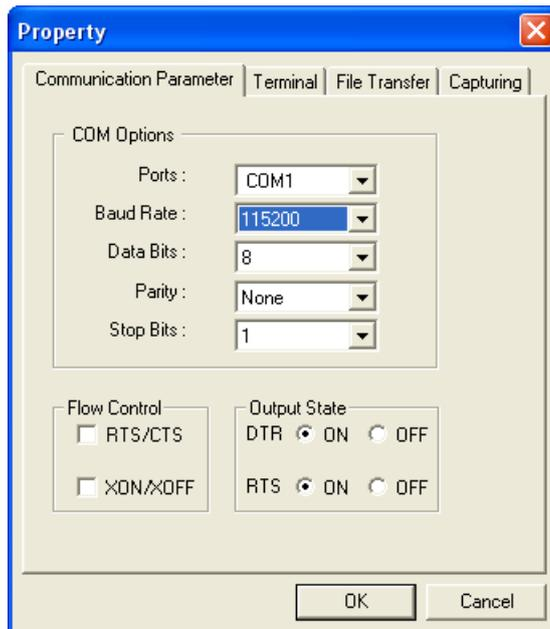 Property
Communication Parameter Terminal File Transfer Capturing
COM Options
Ports : COM1
Baud Rate : 115200
Data Bits : 8
Parity : None
Stop Bits : 1
Flow Control
RTS/CTS
XON/XOFF
Output State
DTR ON OFF
RTS ON OFF
OK Cancel